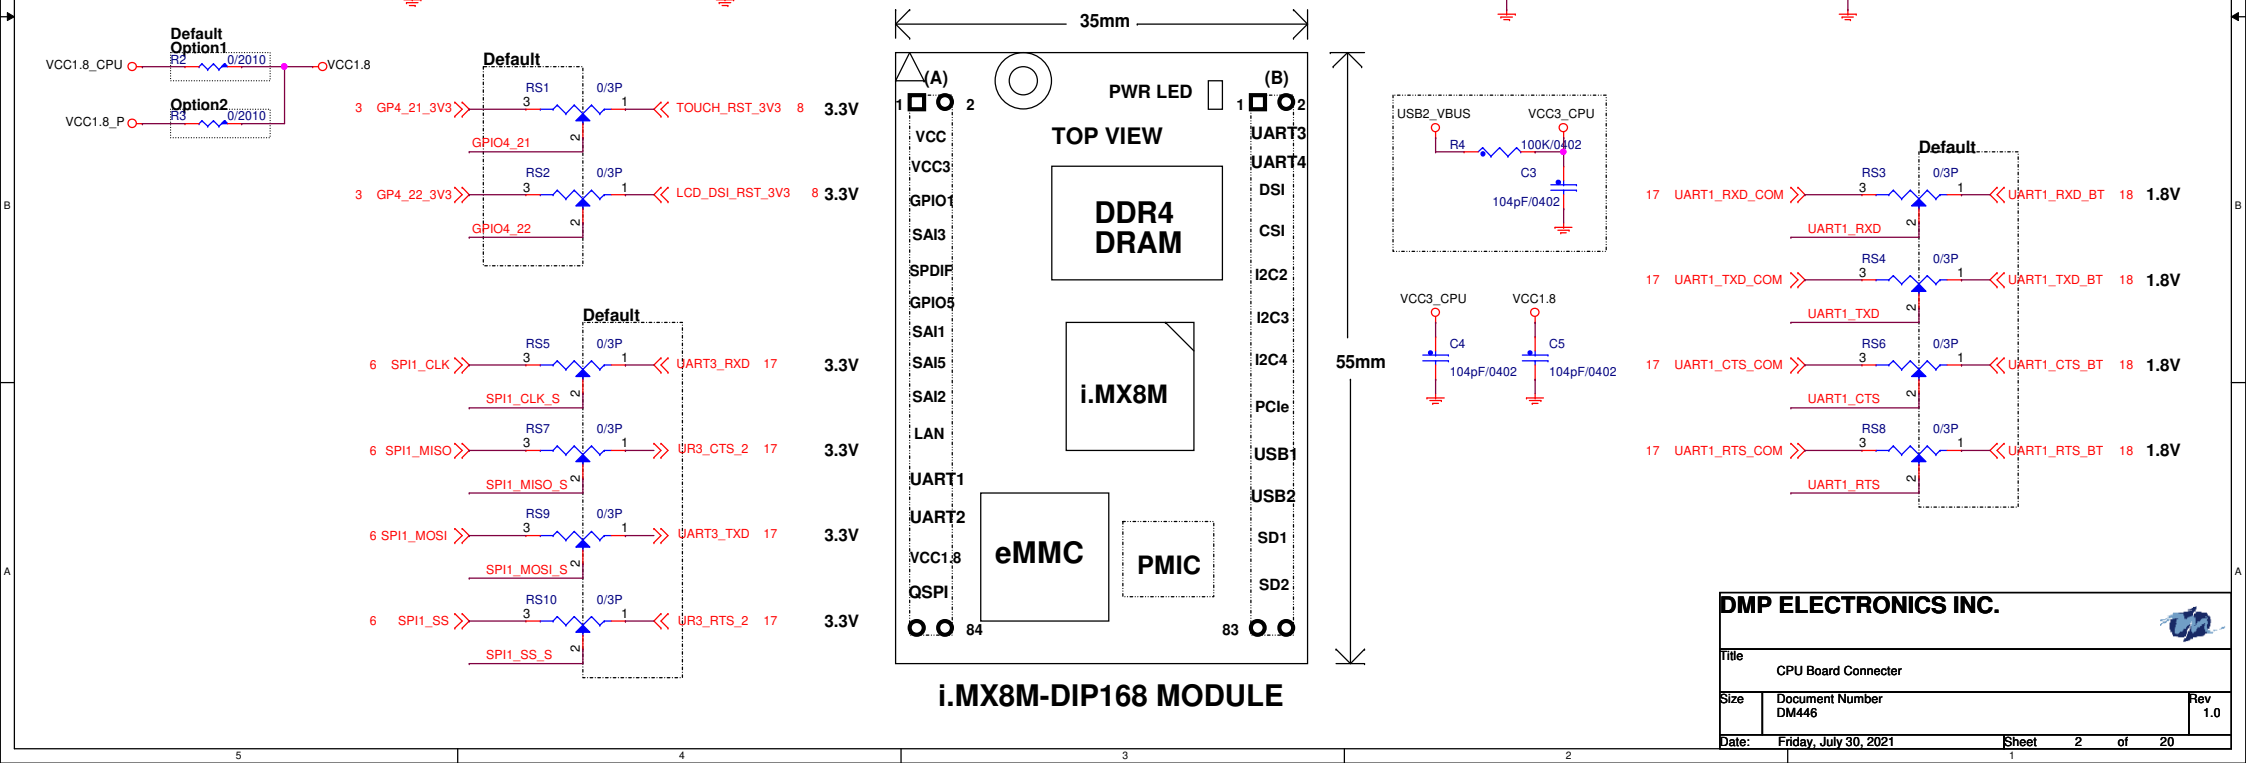 35mm
Default
Option1
VCC1.8_CPU
R2
0/2010
VCC1.8
Option2
VCC1.8_P
R3
0/2010
Default
RS1 0/3P
3 GP4_21_3V3 3 1 TOUCH_RST_3V3 8 3.3V
2
GPIO4_21
RS2 0/3P
3 GP4_22_3V3 3 1 LCD_DSI_RST_3V3 8 3.3V
2
GPIO4_22
Default
RS5 0/3P
6 SPI1_CLK 3 1 UART3_RXD 17 3.3V
2
SPI1_CLK_S
RS7 0/3P
6 SPI1_MISO 3 1 UR3_CTS_2 17 3.3V
2
SPI1_MISO_S
RS9 0/3P
6 SPI1_MOSI 3 1 UART3_TXD 17 3.3V
2
SPI1_MOSI_S
RS10 0/3P
6 SPI1_SS 3 1 UR3_RTS_2 17 3.3V
2
SPI1_SS_S
(A)
1 2
VCC
VCC3
GPIO1
SAI3
SPDIF
GPIO5
SAI1
SAI5
SAI2
LAN
UART1
UART2
VCC1.8
QSPI
84
PWR LED
TOP VIEW
DDR4
DRAM
i.MX8M
eMMC
PMIC
(B)
1 2
UART3
UART4
DSI
CSI
I2C2
I2C3
I2C4
PCIe
USB1
USB2
SD1
SD2
83
55mm
i.MX8M-DIP168 MODULE
USB2_VBUS VCC3_CPU
R4 100K/0402
C3
104pF/0402
VCC3_CPU VCC1.8
C4 C5
104pF/0402 104pF/0402
Default
RS3 0/3P
17 UART1_RXD_COM 3 1 UART1_RXD_BT 18 1.8V
2
UART1_RXD
RS4 0/3P
17 UART1_TXD_COM 3 1 UART1_TXD_BT 18 1.8V
2
UART1_TXD
RS6 0/3P
17 UART1_CTS_COM 3 1 UART1_CTS_BT 18 1.8V
2
UART1_CTS
RS8 0/3P
17 UART1_RTS_COM 3 1 UART1_RTS_BT 18 1.8V
2
UART1_RTS
B B
A A
DMP ELECTRONICS INC.
Title
CPU Board Connecter
Size Document Number Rev
DM446 1.0
Date: Friday, July 30, 2021 Sheet 2 of 20
5 4 3 2 1